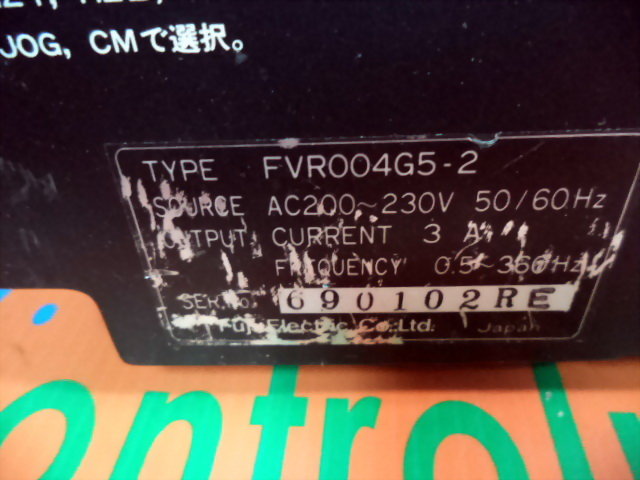 JOG, CMで選択。
TYPE FVR004G5-2
SOURCE AC200~230V 50/60Hz
OUTPUT CURRENT 3 A
FREQUENCY 0.5~360Hz
SER.No. 690102RE
Fuji Electric Co.,Ltd. Japan
ontrol